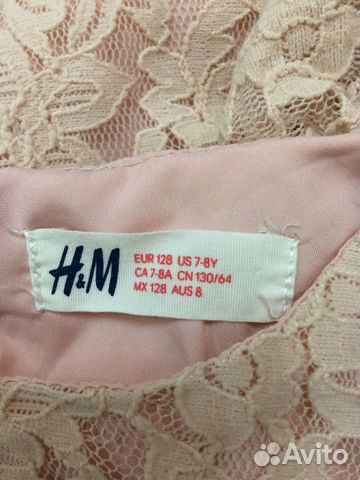 H&M
EUR 128 US 7-8Y
CA 7-8A CN 130/64
MX 128 AUS 8
Avito